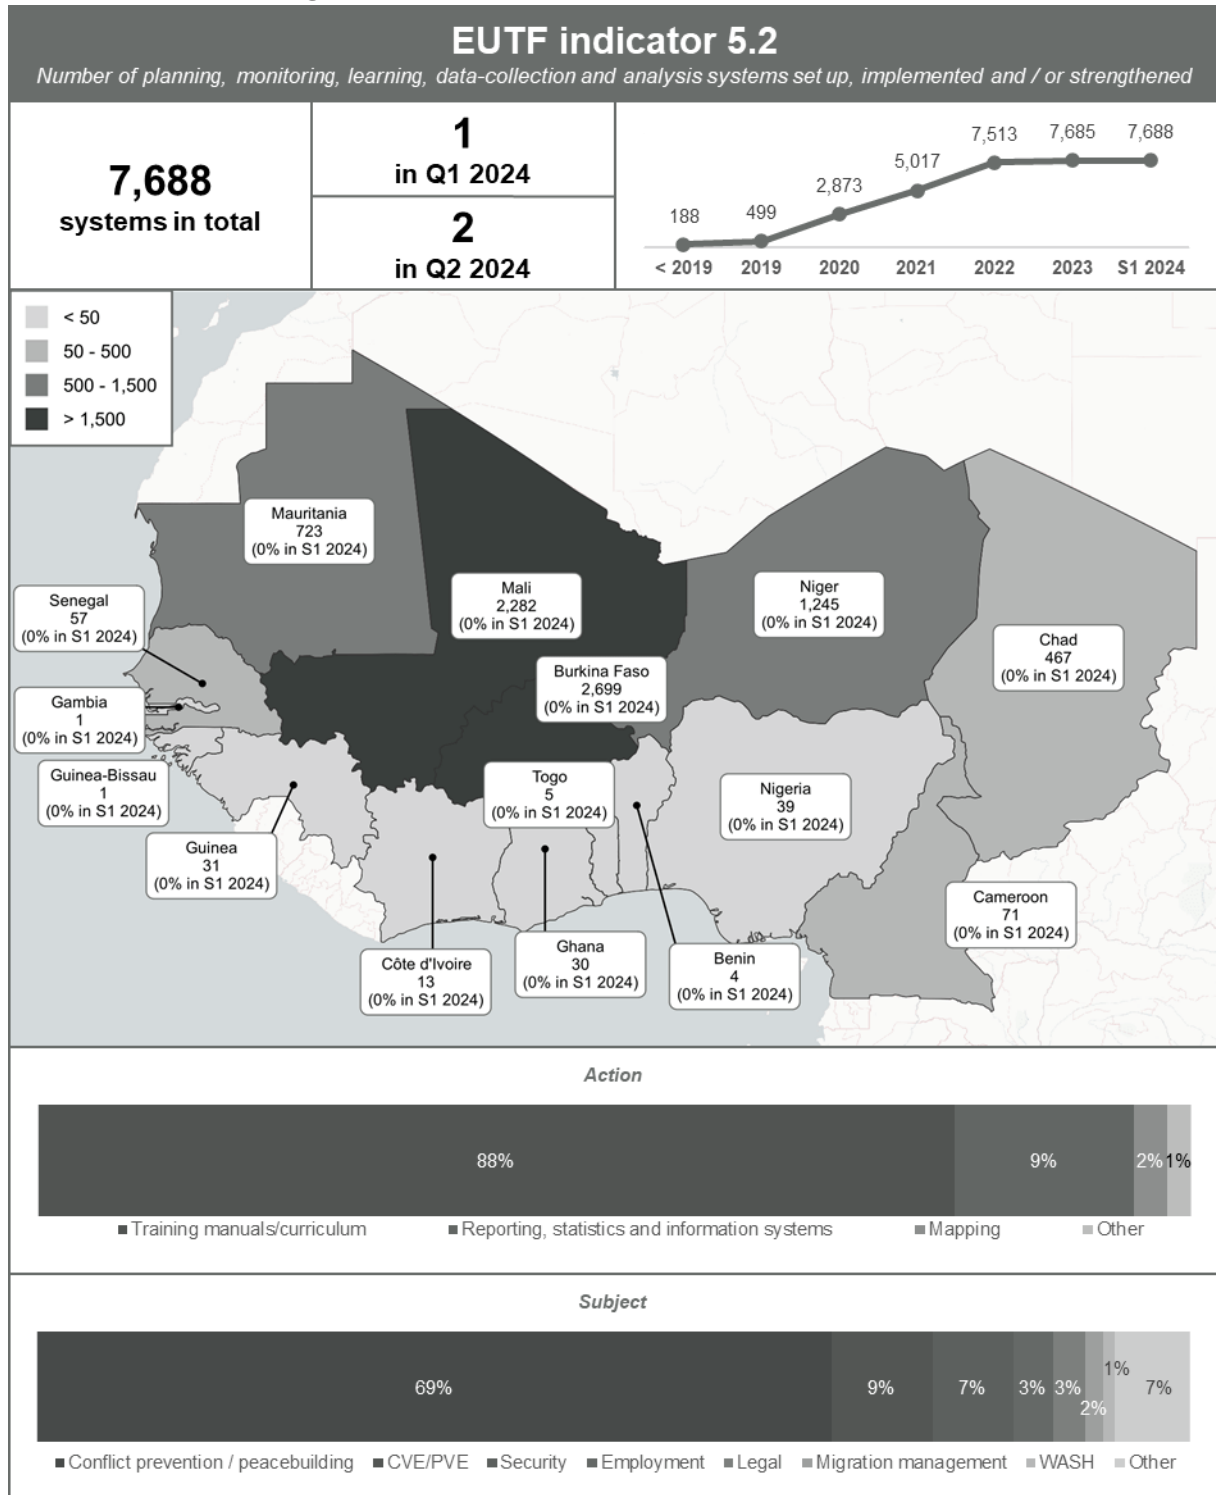 EUTF indicator 5.2
Number of planning, monitoring, learning, data-collection and analysis systems set up, implemented and / or strengthened
7,688
systems in total
1
in Q1 2024
2
in Q2 2024
188
499
2,873
5,017
7,513
7,685
7,688
< 2019
2019
2020
2021
2022
2023
S1 2024
< 50
50 - 500
500 - 1,500
> 1,500
Mauritania
723
(0% in S1 2024)
Mali
2,282
(0% in S1 2024)
Niger
1,245
(0% in S1 2024)
Senegal
57
(0% in S1 2024)
Chad
467
(0% in S1 2024)
Burkina Faso
2,699
(0% in S1 2024)
Gambia
1
(0% in S1 2024)
Guinea-Bissau
1
(0% in S1 2024)
Togo
5
(0% in S1 2024)
Nigeria
39
(0% in S1 2024)
Guinea
31
(0% in S1 2024)
Cameroon
71
(0% in S1 2024)
Côte d'Ivoire
13
(0% in S1 2024)
Ghana
30
(0% in S1 2024)
Benin
4
(0% in S1 2024)
Action
88%
9%
2%
1%
Training manuals/curriculum
Reporting, statistics and information systems
Mapping
Other
Subject
69%
9%
7%
3%
3%
2%
1%
7%
Conflict prevention / peacebuilding
CVE/PVE
Security
Employment
Legal
Migration management
WASH
Other